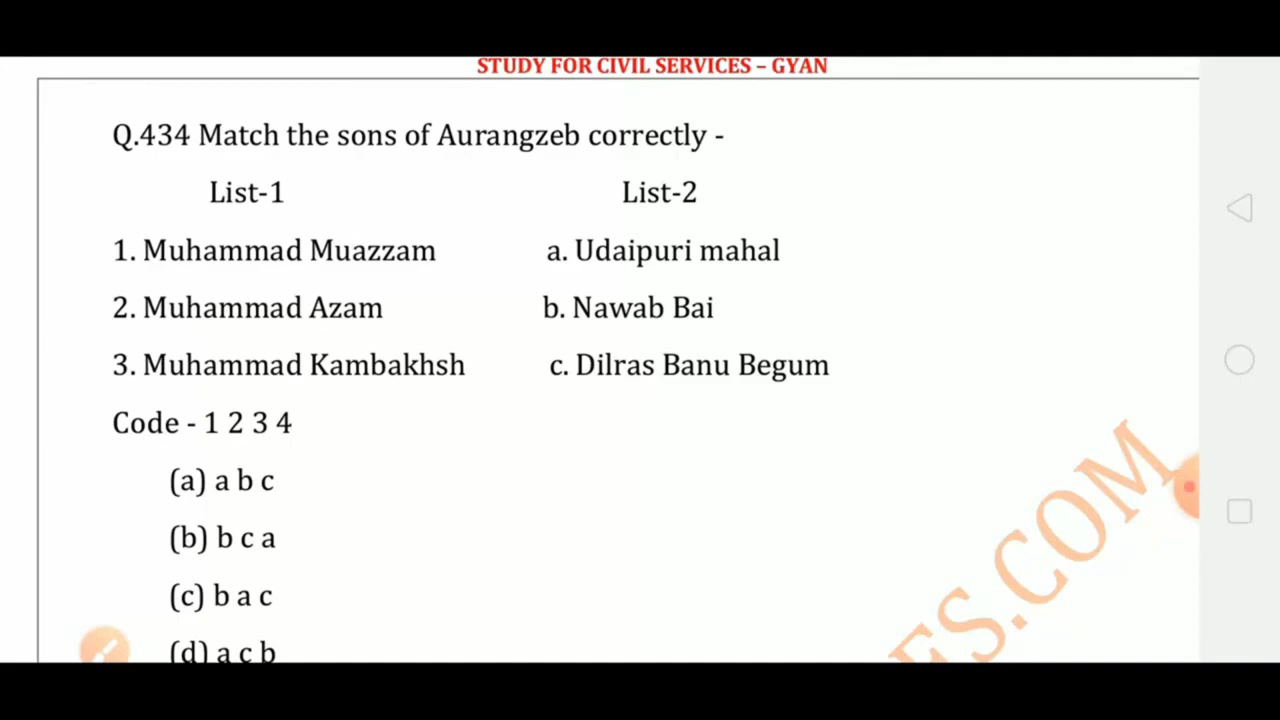 STUDY FOR CIVIL SERVICES – GYAN
Q.434 Match the sons of Aurangzeb correctly -
List-1 List-2
1. Muhammad Muazzam a. Udaipuri mahal
2. Muhammad Azam b. Nawab Bai
3. Muhammad Kambakhsh c. Dilras Banu Begum
Code - 1 2 3 4
(a) a b c
(b) b c a
(c) b a c
(d) a c b
ES.COM